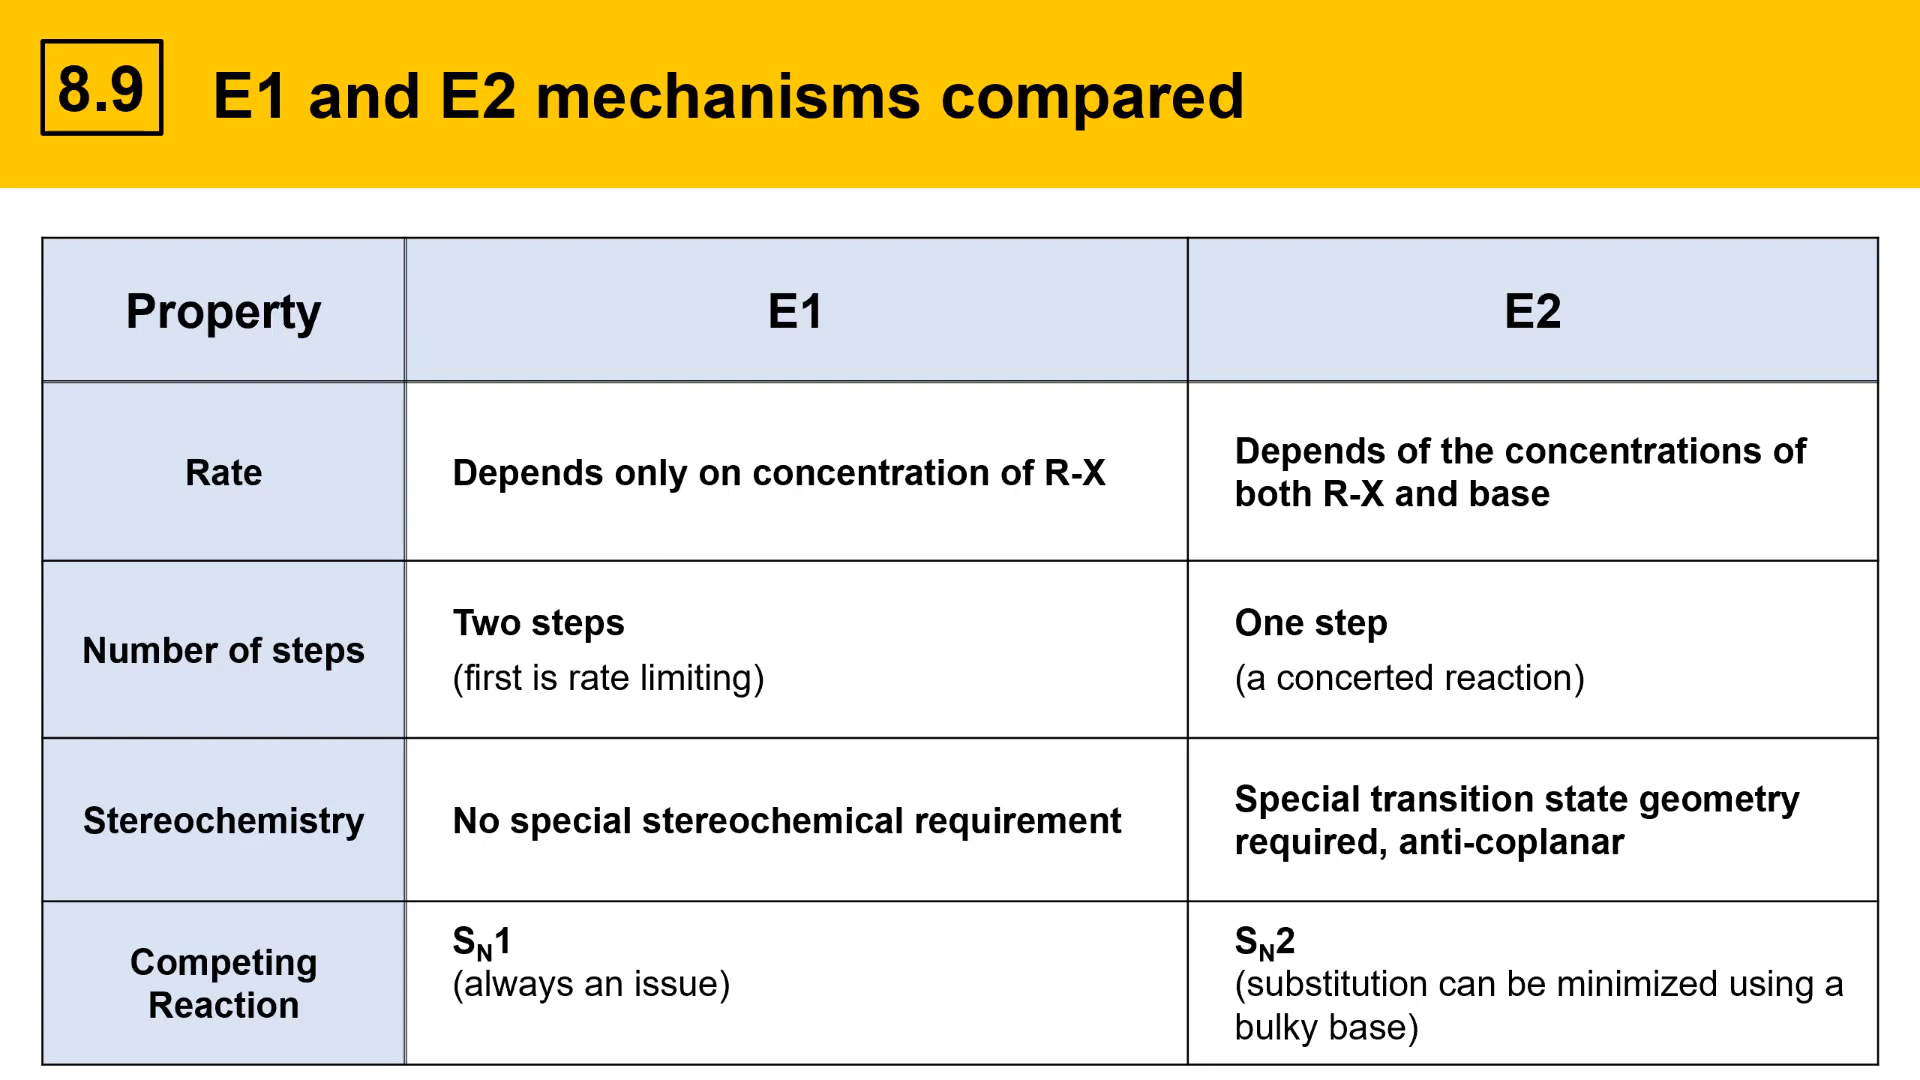 8.9
E1 and E2 mechanisms compared
Property
E1
E2
Rate
Depends only on concentration of R-X
Depends of the concentrations of
both R-X and base
Number of steps
Two steps
(first is rate limiting)
One step
(a concerted reaction)
Stereochemistry
No special stereochemical requirement
Special transition state geometry
required, anti-coplanar
Competing
Reaction
SN1
(always an issue)
SN2
(substitution can be minimized using a
bulky base)